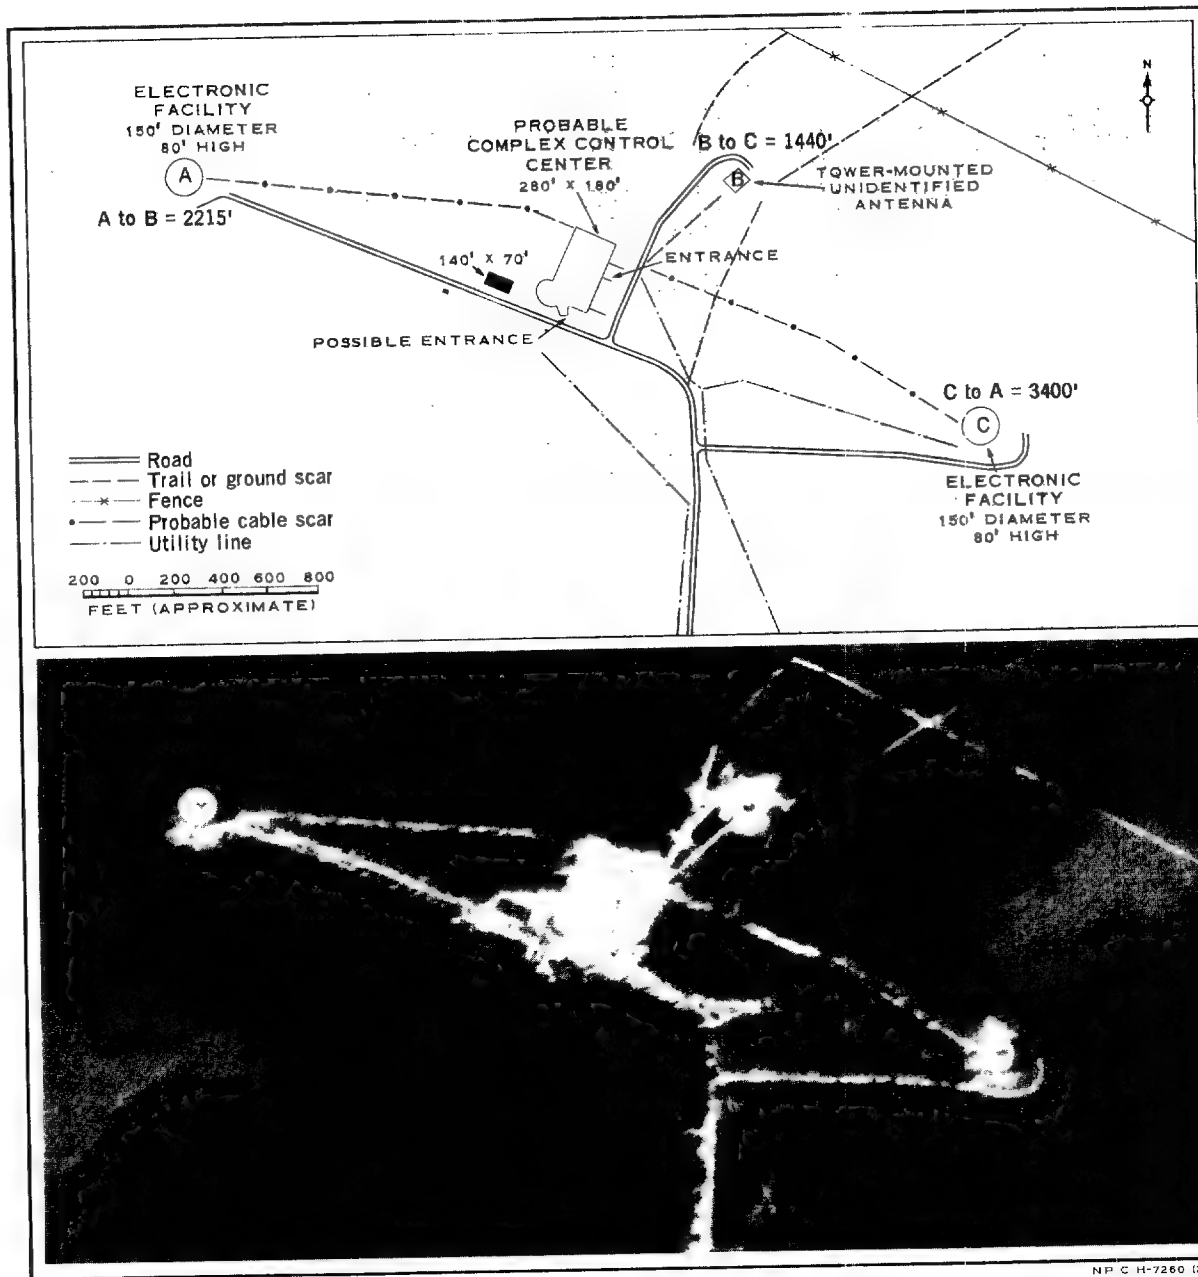 N
ELECTRONIC
FACILITY
150' DIAMETER
80' HIGH
A
A to B = 2215'
PROBABLE
COMPLEX CONTROL
CENTER
280' X 180'
B to C = 1440'
B
TOWER-MOUNTED
UNIDENTIFIED
ANTENNA
140' X 70'
ENTRANCE
POSSIBLE ENTRANCE
C to A = 3400'
C
ELECTRONIC
FACILITY
150' DIAMETER
80' HIGH
Road
Trail or ground scar
Fence
Probable cable scar
Utility line
200 0 200 400 600 800
FEET (APPROXIMATE)
H-7260